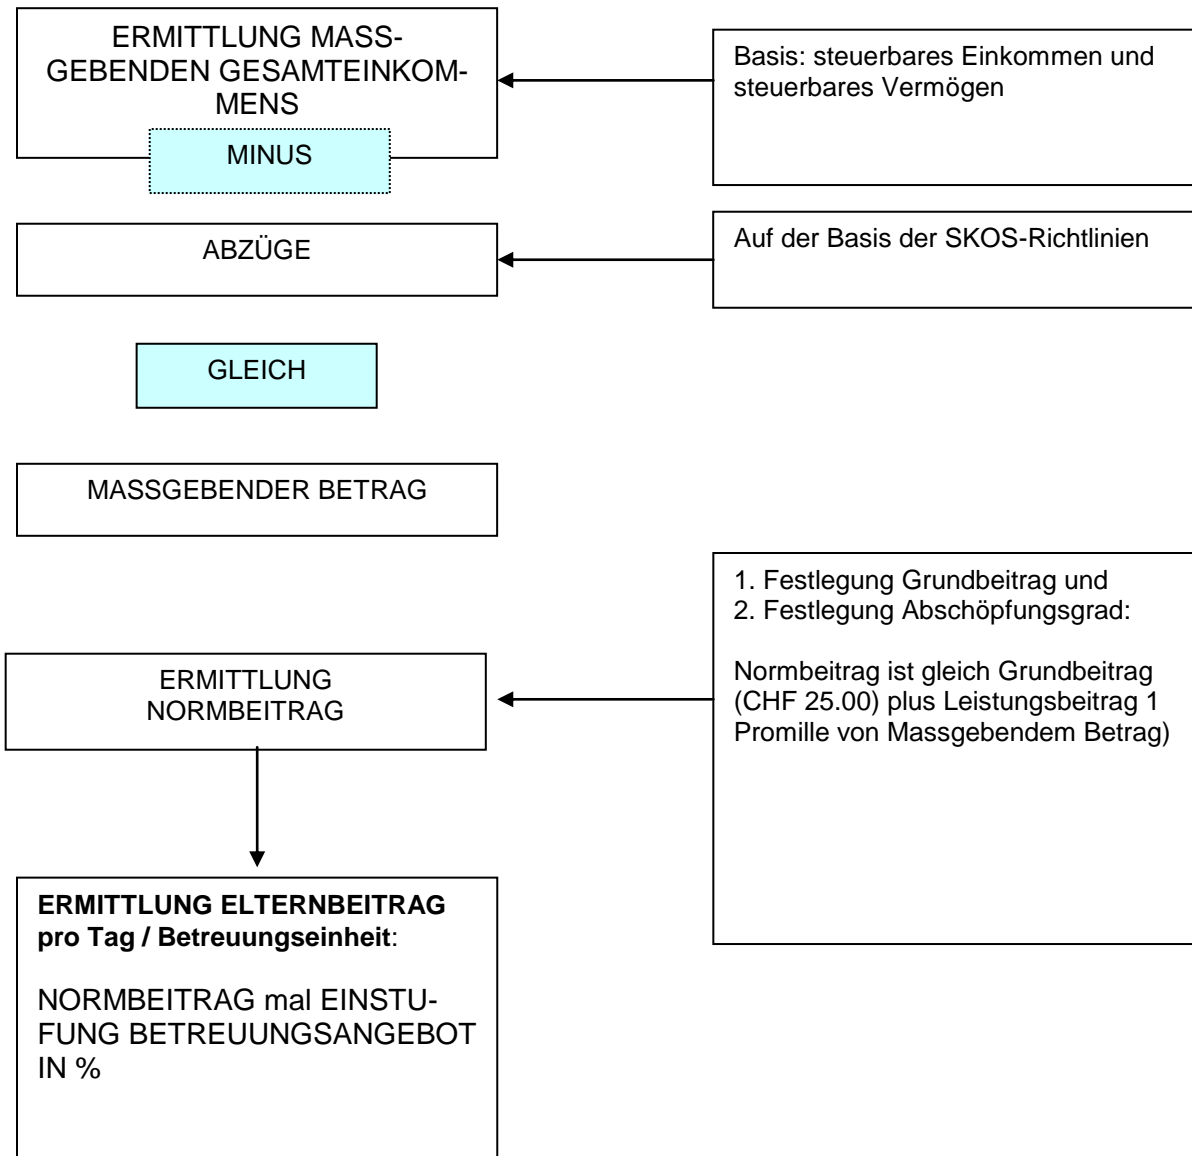 ERMITTLUNG MASS-
GEBENDEN GESAMTEINKOM-
MENS
Basis: steuerbares Einkommen und
steuerbares Vermögen
MINUS
ABZÜGE
Auf der Basis der SKOS-Richtlinien
GLEICH
MASSGEBENDER BETRAG
1. Festlegung Grundbeitrag und
2. Festlegung Abschöpfungsgrad:
Normbeitrag ist gleich Grundbeitrag
(CHF 25.00) plus Leistungsbeitrag 1
Promille von Massgebendem Betrag)
ERMITTLUNG
NORMBEITRAG
ERMITTLUNG ELTERNBEITRAG
pro Tag / Betreuungseinheit:
NORMBEITRAG mal EINSTU-
FUNG BETREUUNGSANGEBOT
IN %